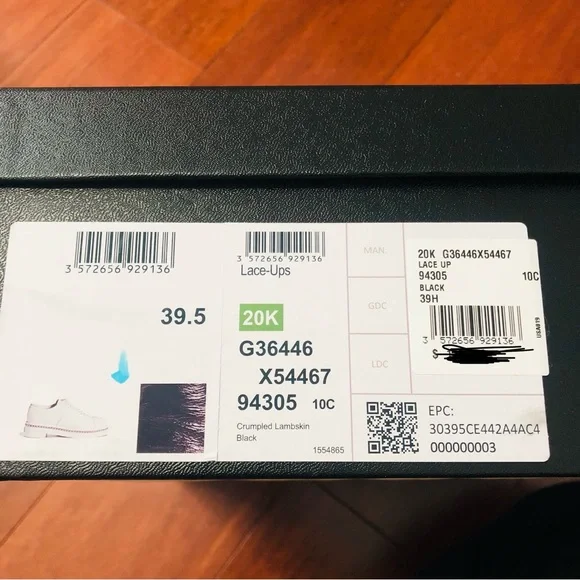 3 572656 929136
39.5
3 572656 929136
Lace-Ups
20K
G36446
X54467
94305 10C
Crumpled Lambskin
Black
1554865
MAN.
GDC
LDC
EPC:
30395CE442A4AC4
000000003
20K G36446X54467
LACE UP
94305 10C
BLACK
39H
3 572656 929136
USA019
$